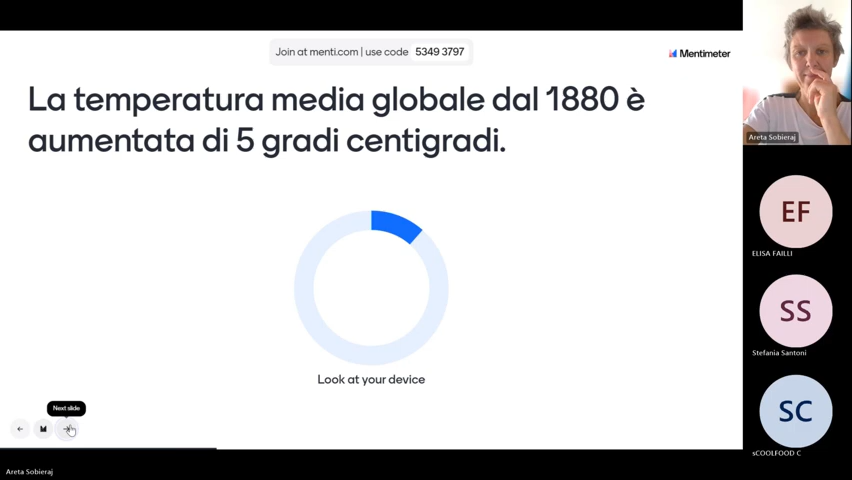 Join at menti.com | use code 5349 3797
Mentimeter
La temperatura media globale dal 1880 è
aumentata di 5 gradi centigradi.
Look at your device
Next slide
Areta Sobieraj
EF
ELISA FAILLI
SS
Stefania Santoni
SC
sCOOLFOOD C
Areta Sobieraj